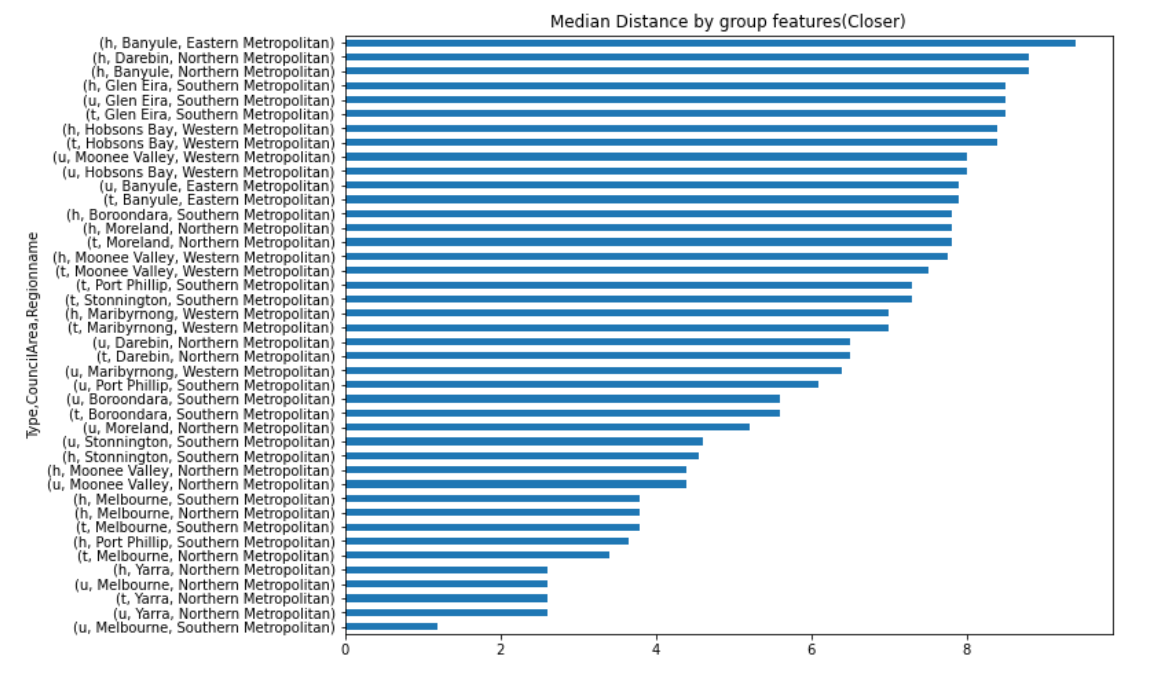 Median Distance by group features(Closer)
(h, Banyule, Eastern Metropolitan)
(h, Darebin, Northern Metropolitan)
(h, Banyule, Northern Metropolitan)
(h, Glen Eira, Southern Metropolitan)
(u, Glen Eira, Southern Metropolitan)
(t, Glen Eira, Southern Metropolitan)
(h, Hobsons Bay, Western Metropolitan)
(t, Hobsons Bay, Western Metropolitan)
(u, Moonee Valley, Western Metropolitan)
(u, Hobsons Bay, Western Metropolitan)
(u, Banyule, Eastern Metropolitan)
(t, Banyule, Eastern Metropolitan)
(h, Boroondara, Southern Metropolitan)
(h, Moreland, Northern Metropolitan)
(t, Moreland, Northern Metropolitan)
(h, Moonee Valley, Western Metropolitan)
(t, Moonee Valley, Western Metropolitan)
(t, Port Phillip, Southern Metropolitan)
(t, Stonnington, Southern Metropolitan)
(h, Maribyrnong, Western Metropolitan)
(t, Maribyrnong, Western Metropolitan)
(u, Darebin, Northern Metropolitan)
(t, Darebin, Northern Metropolitan)
(u, Maribyrnong, Western Metropolitan)
(u, Port Phillip, Southern Metropolitan)
(u, Boroondara, Southern Metropolitan)
(t, Boroondara, Southern Metropolitan)
(u, Moreland, Northern Metropolitan)
(u, Stonnington, Southern Metropolitan)
(h, Stonnington, Southern Metropolitan)
(h, Moonee Valley, Northern Metropolitan)
(u, Moonee Valley, Northern Metropolitan)
(h, Melbourne, Southern Metropolitan)
(h, Melbourne, Northern Metropolitan)
(t, Melbourne, Southern Metropolitan)
(h, Port Phillip, Southern Metropolitan)
(t, Melbourne, Northern Metropolitan)
(h, Yarra, Northern Metropolitan)
(u, Melbourne, Northern Metropolitan)
(t, Yarra, Northern Metropolitan)
(u, Yarra, Northern Metropolitan)
(u, Melbourne, Southern Metropolitan)
Type,CouncilArea,Regionname
0 2 4 6 8